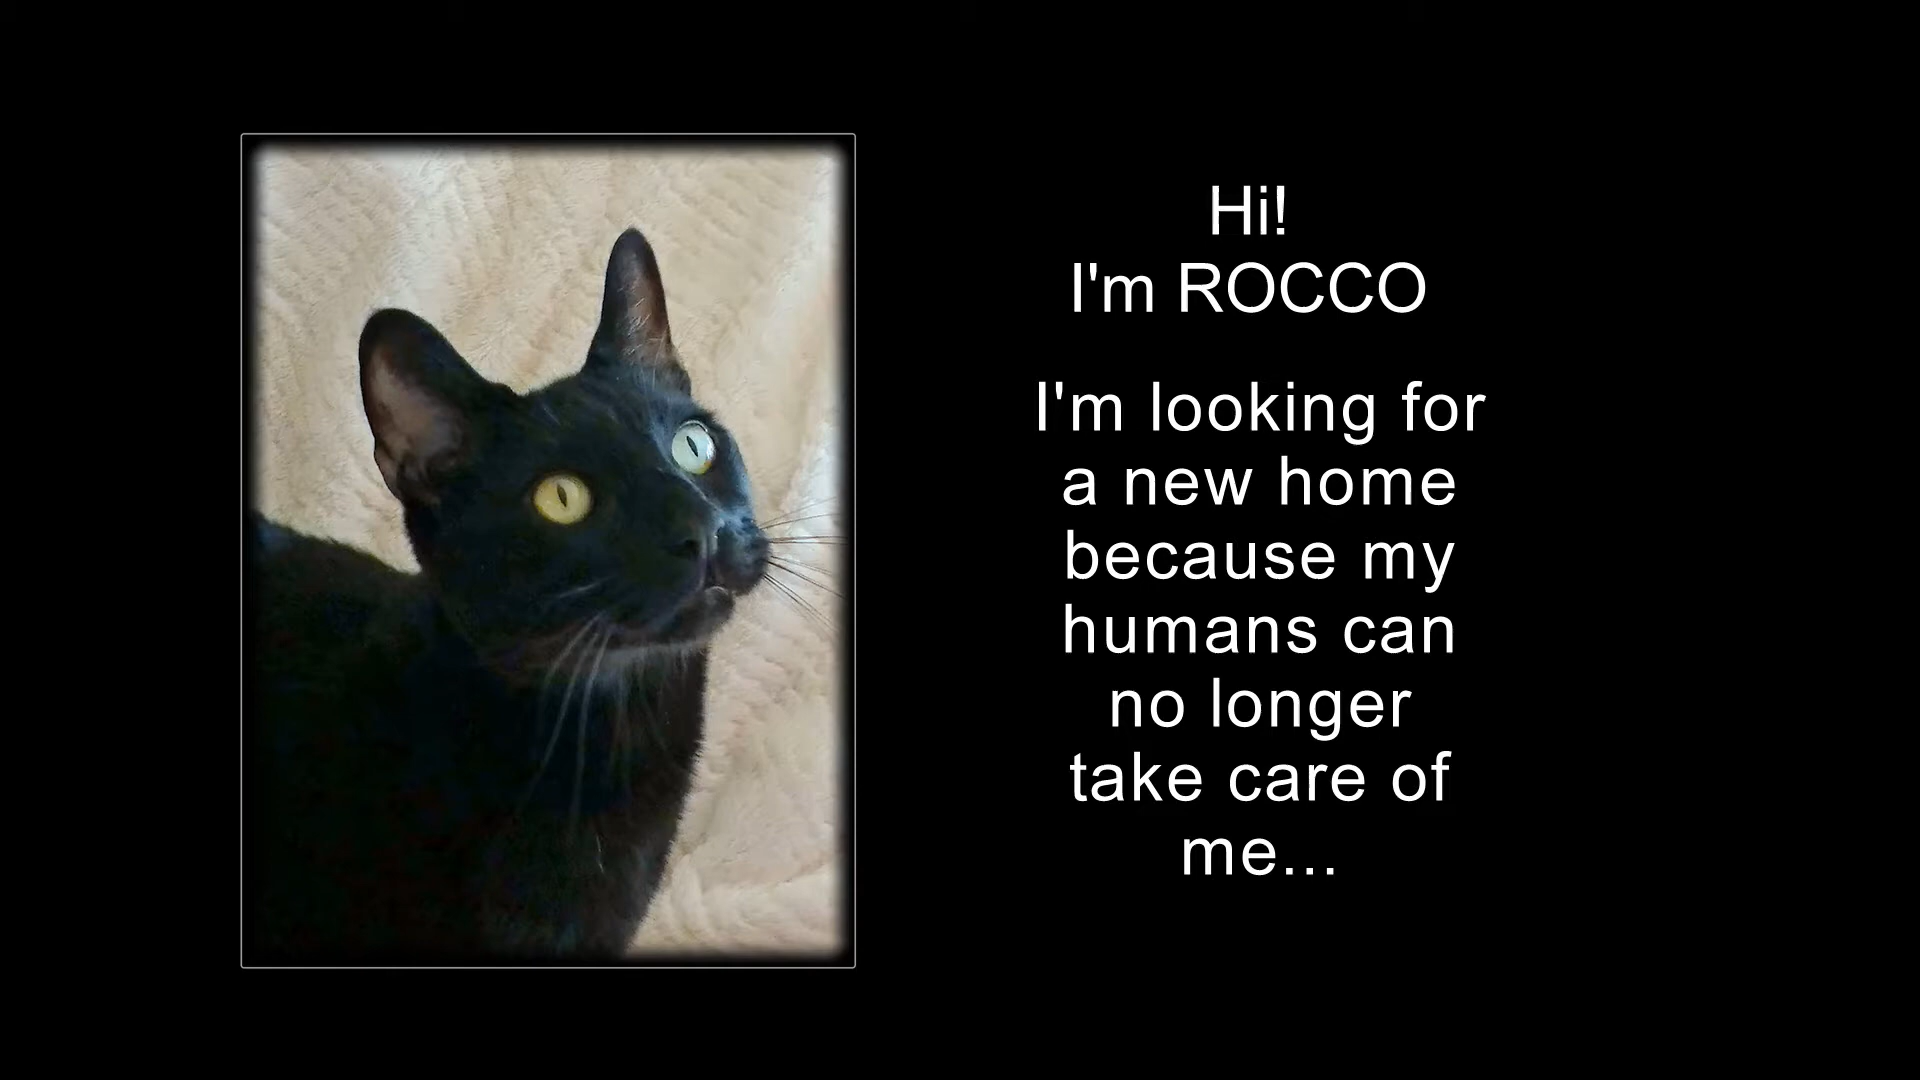 Hi!
I'm ROCCO
I'm looking for
a new home
because my
humans can
no longer
take care of
me...